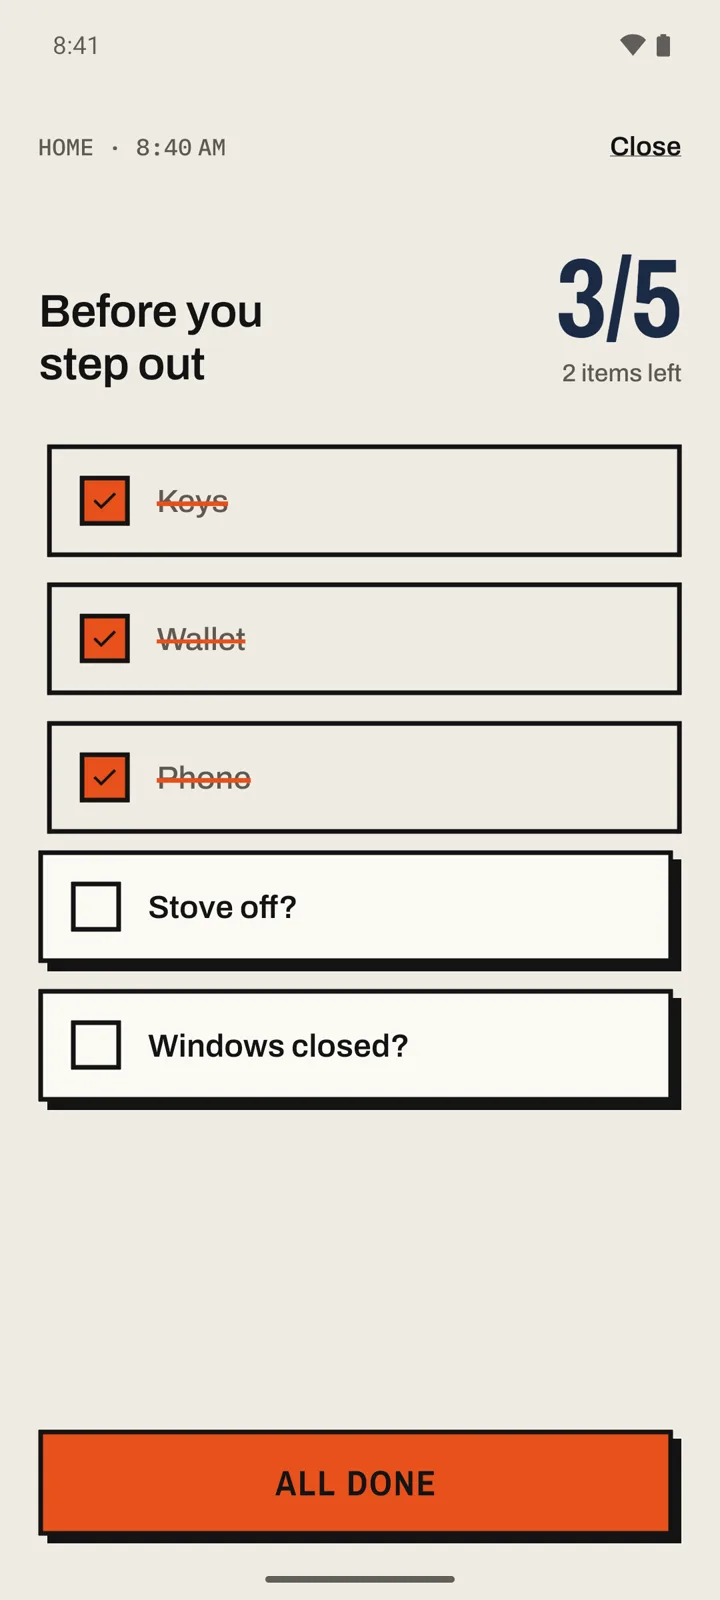 8:41
HOME · 8:40 AM
Close
Before you
step out
3/5
2 items left
Keys
Wallet
Phone
Stove off?
Windows closed?
ALL DONE